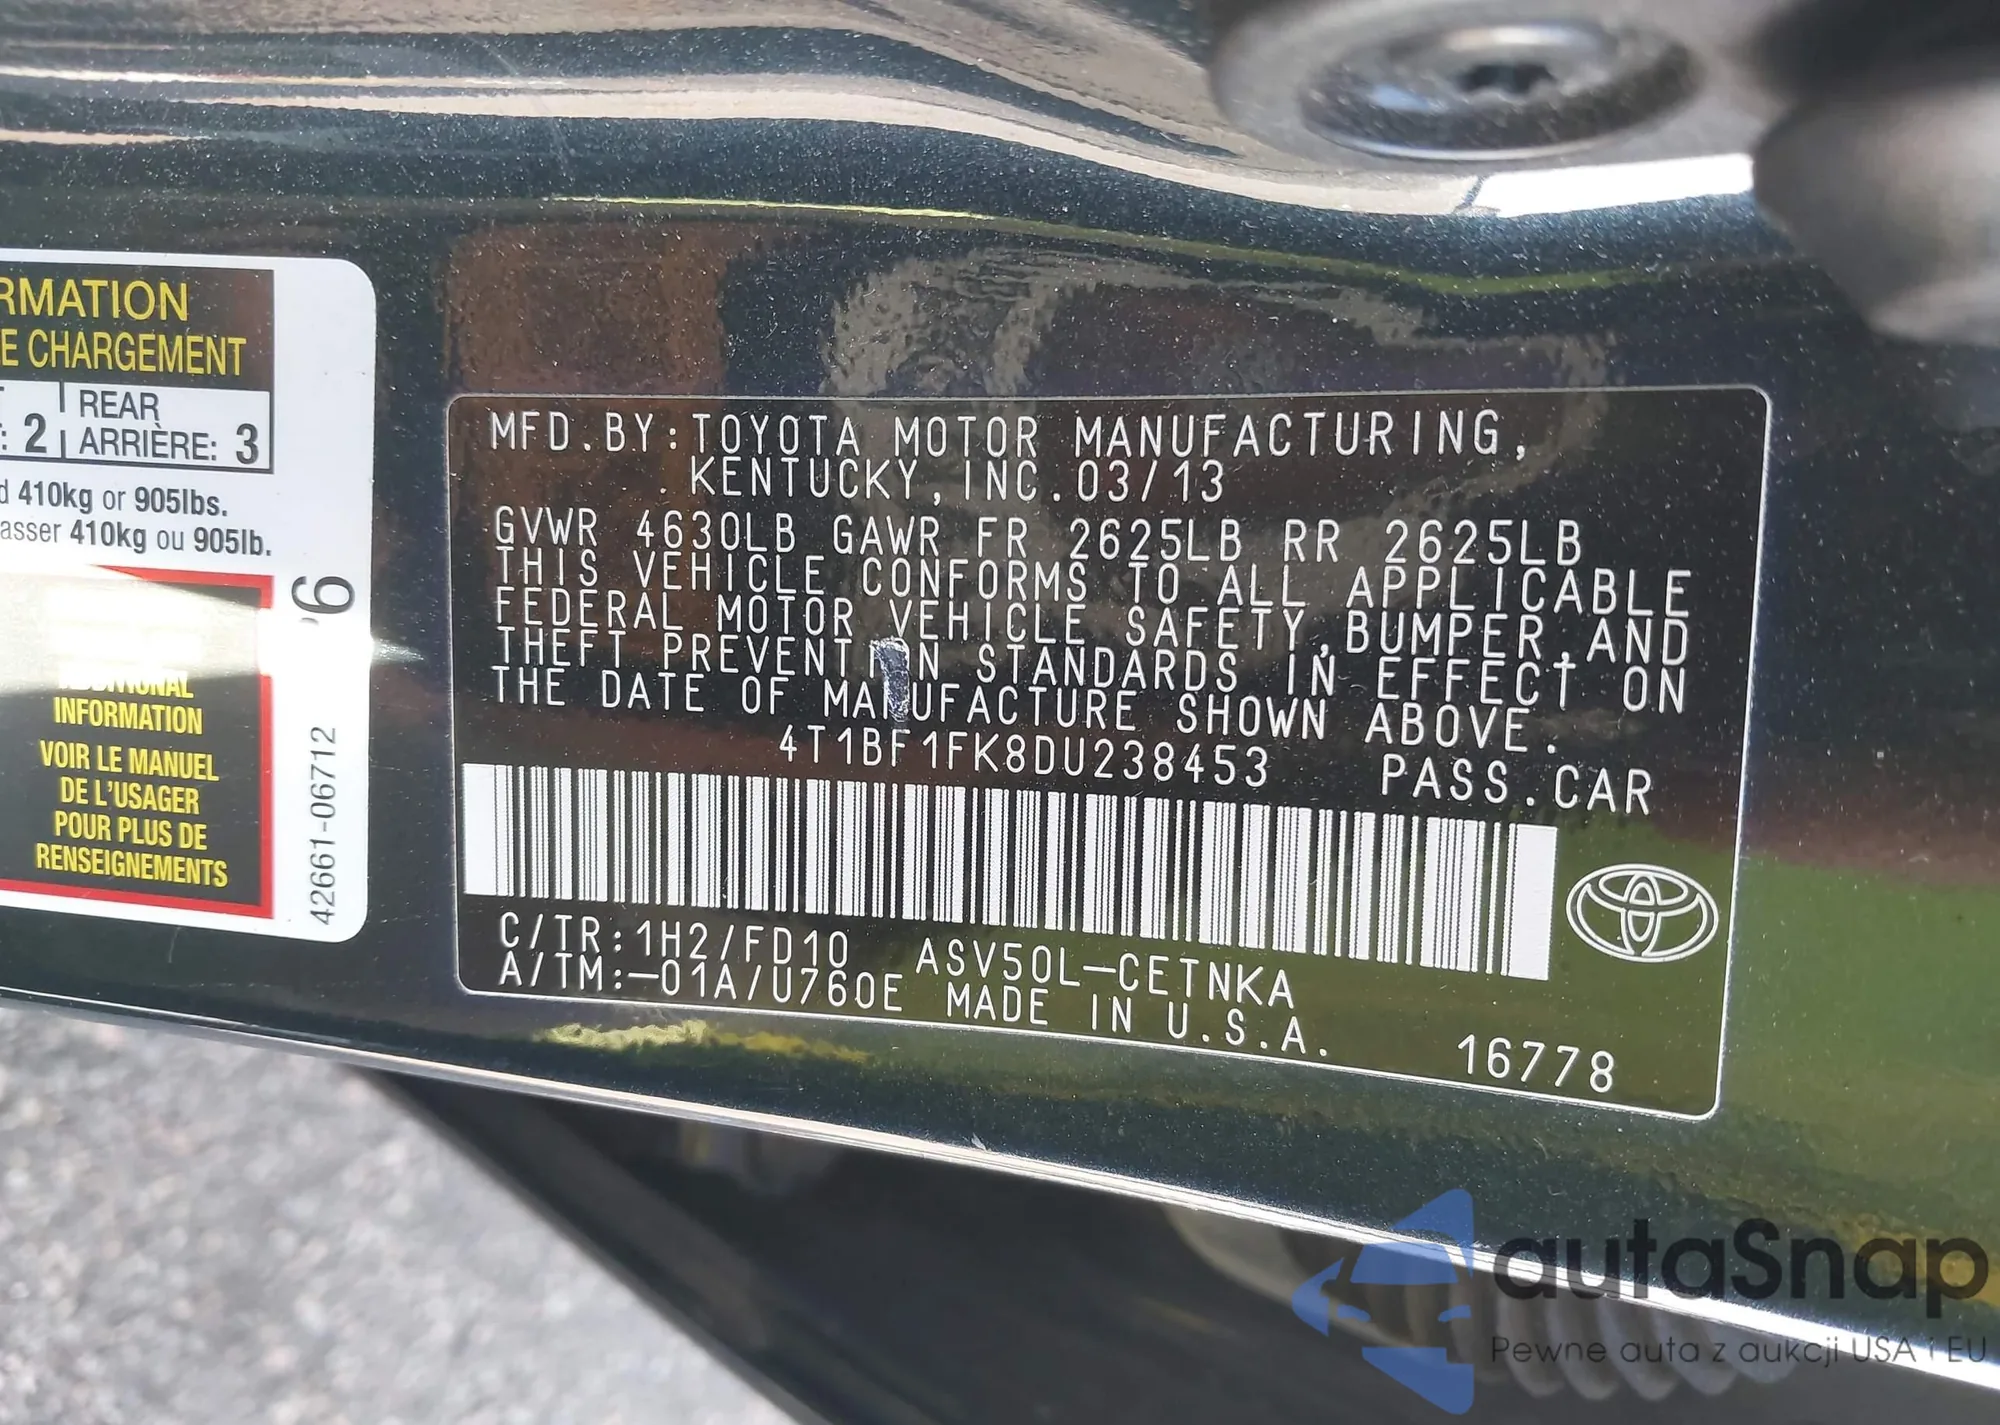 RMATION
E CHARGEMENT
REAR
: 2 ARRIÈRE: 3
410kg or 905lbs.
asser 410kg ou 905lb.
ADDITIONAL
INFORMATION
VOIR LE MANUEL
DE L'USAGER
POUR PLUS DE
RENSEIGNEMENTS
42661-06712
MFD.BY:TOYOTA MOTOR MANUFACTURING,
KENTUCKY,INC.03/13
GVWR 4630LB GAWR FR 2625LB RR 2625LB
THIS VEHICLE CONFORMS TO ALL APPLICABLE
FEDERAL MOTOR VEHICLE SAFETY,BUMPER,AND
THEFT PREVENT ON STANDARDS IN EFFECT ON
THE DATE OF MANUFACTURE SHOWN ABOVE.
4T1BF1FK8DU238453 PASS.CAR
C/TR:1H2/FD10 ASV50L-CETNKA
A/TM:-01A/U760E MADE IN U.S.A.
16778
autaSnap
Pewne auta z aukcji USA i EU